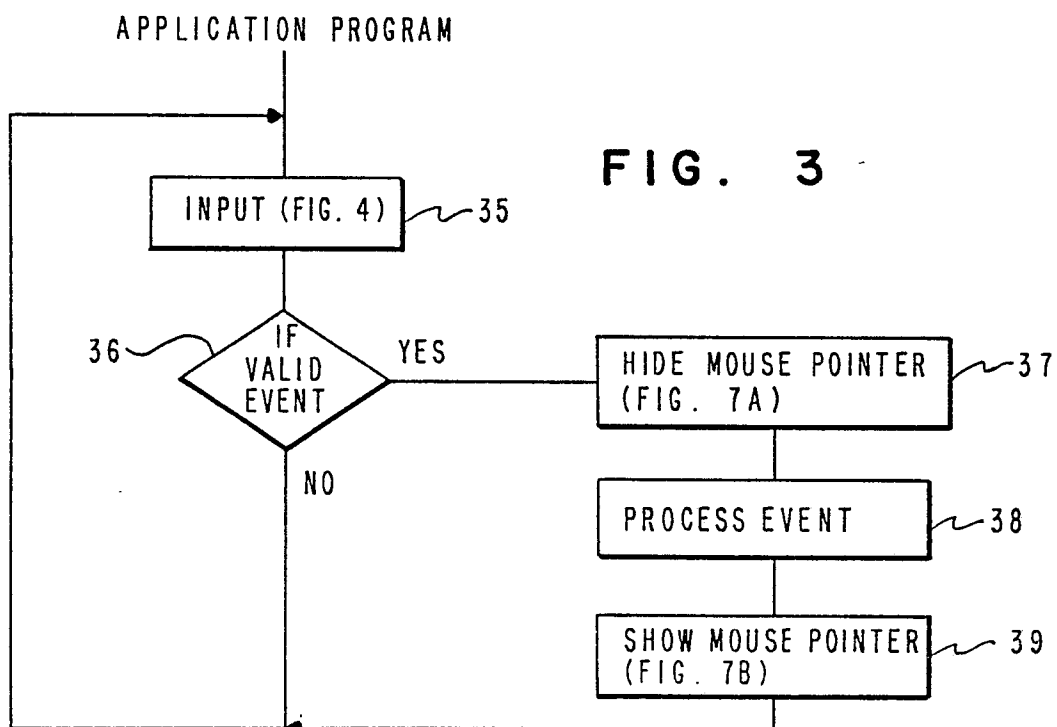 APPLICATION PROGRAM
FIG. 3
INPUT (FIG. 4)
35
36
IF
VALID
EVENT
YES
NO
HIDE MOUSE POINTER
(FIG. 7A)
37
PROCESS EVENT
38
SHOW MOUSE POINTER
(FIG. 7B)
39